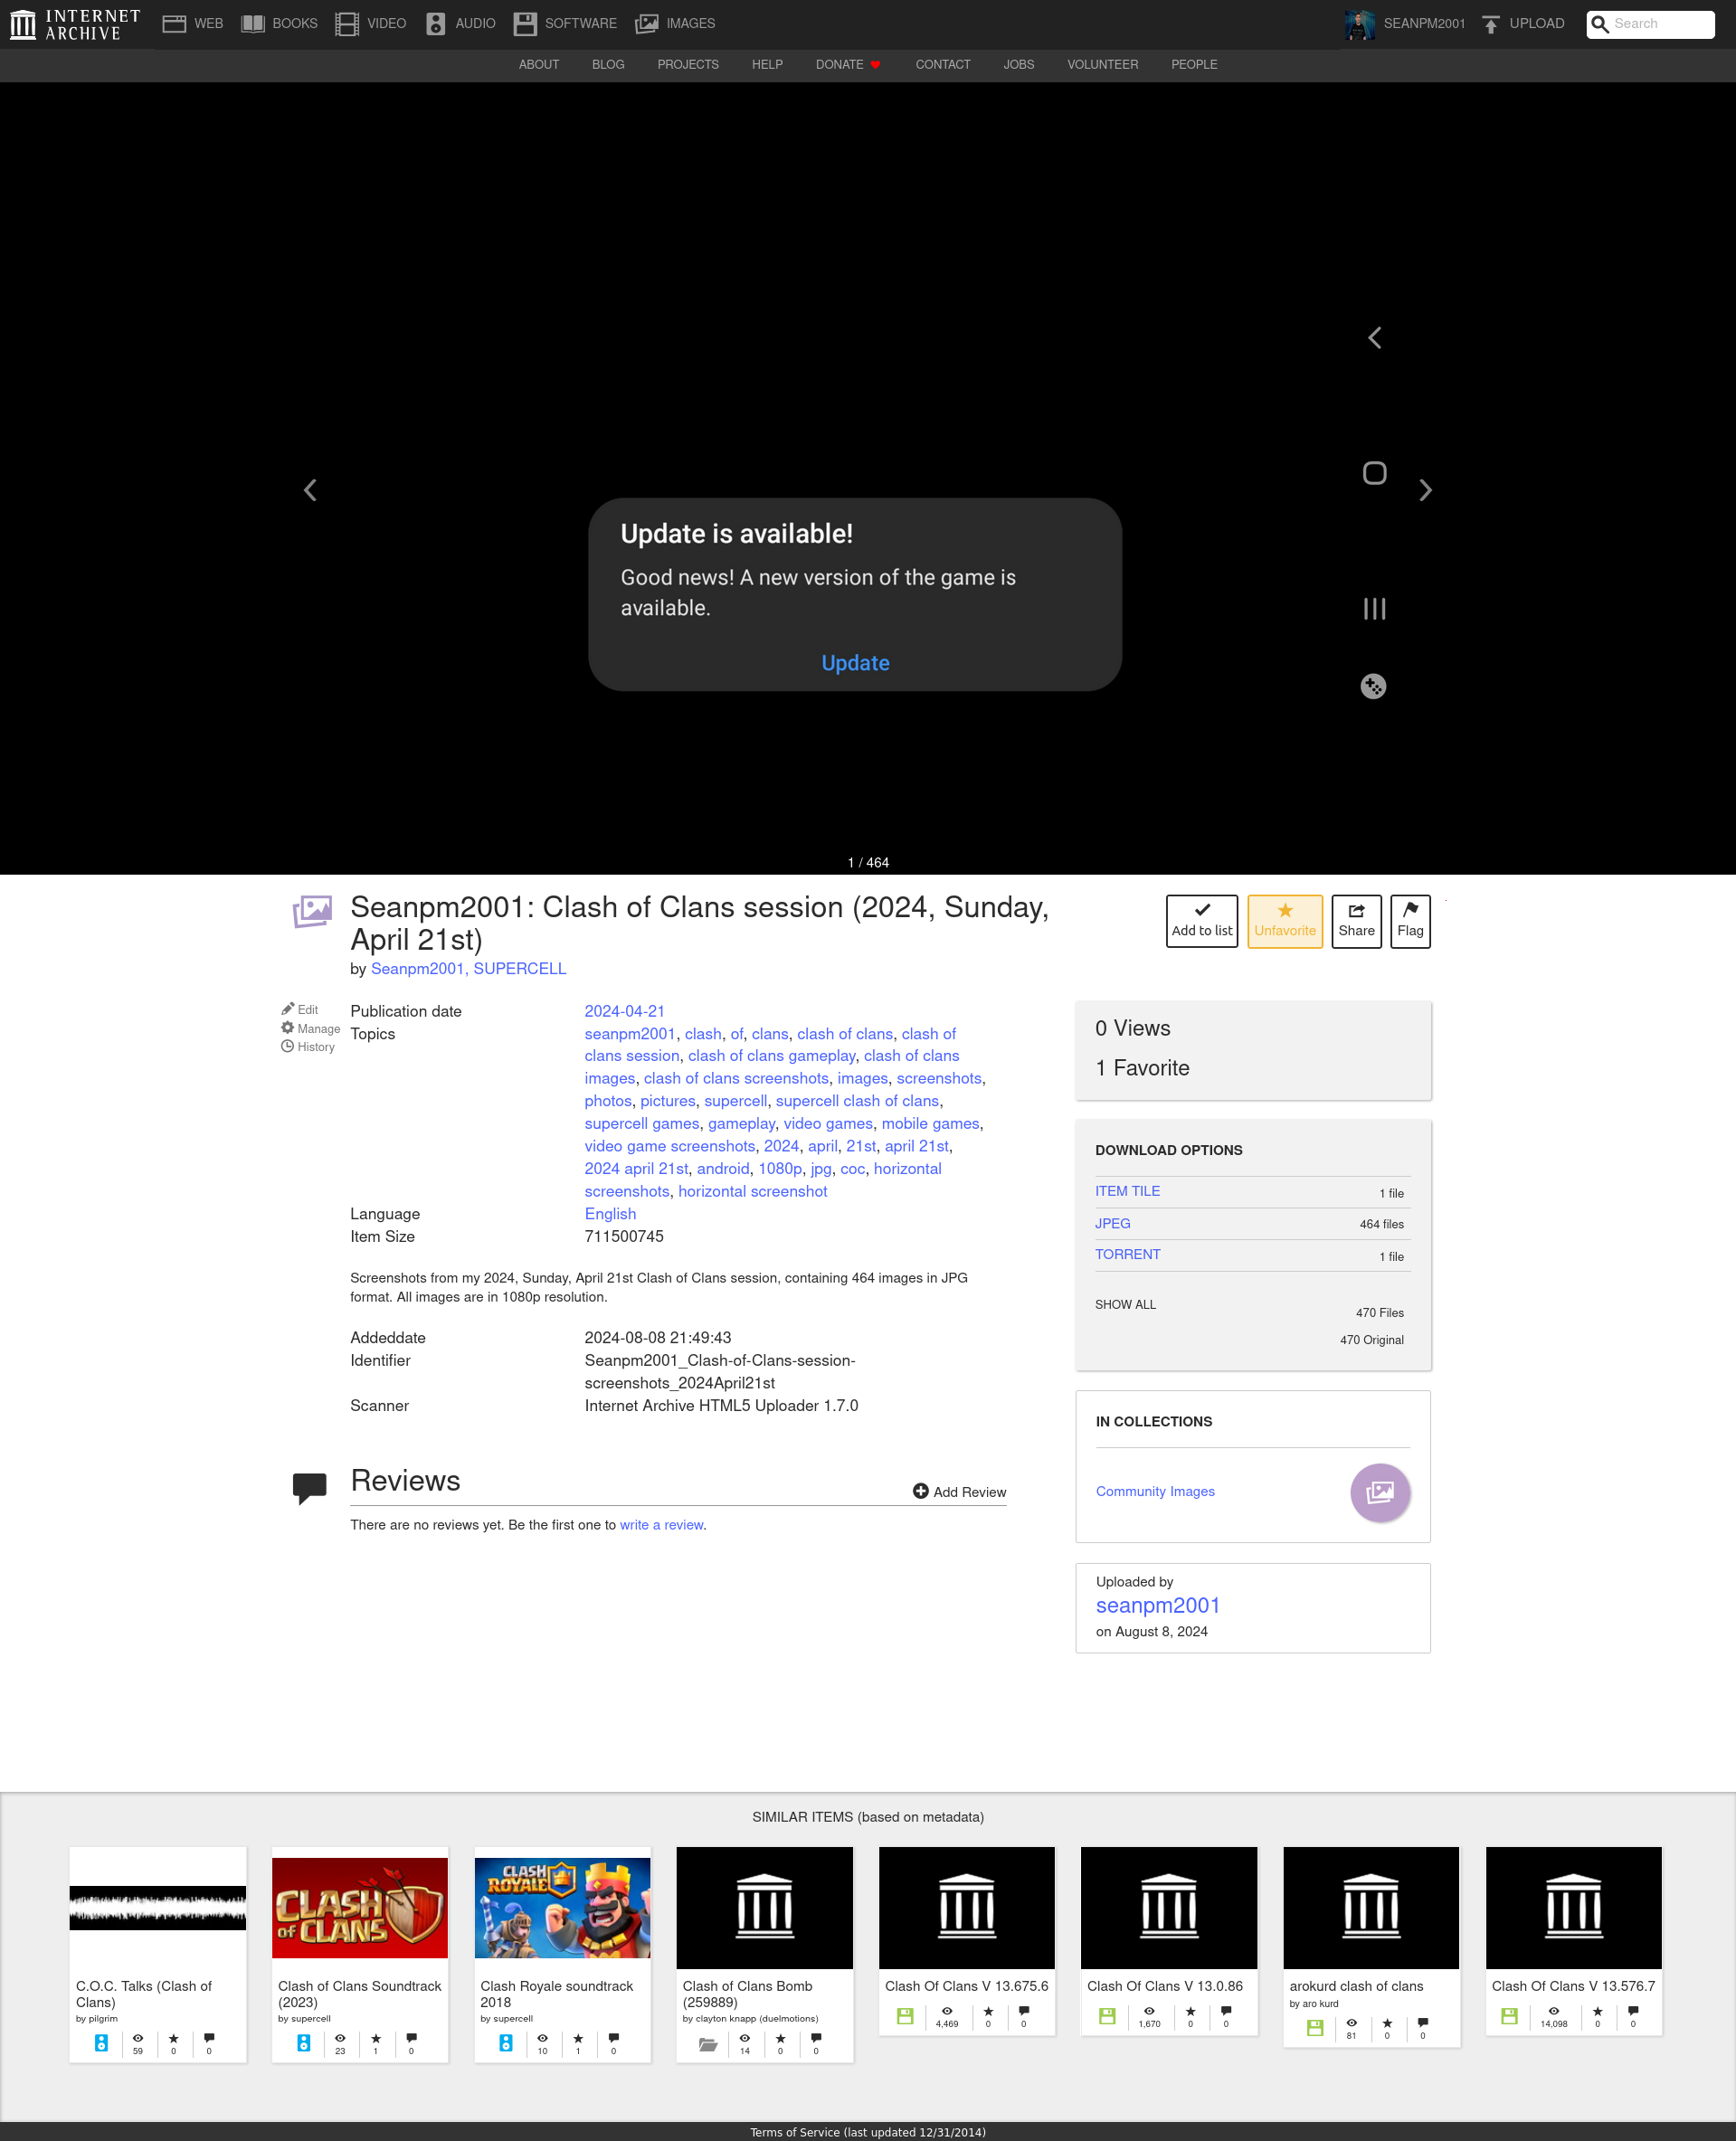 INTERNET ARCHIVE
WEB BOOKS VIDEO AUDIO SOFTWARE IMAGES
SEANPM2001 UPLOAD Search
ABOUT BLOG PROJECTS HELP DONATE CONTACT JOBS VOLUNTEER PEOPLE
Update is available!
Good news! A new version of the game is
available.
Update
1 / 464
Seanpm2001: Clash of Clans session (2024, Sunday,
April 21st)
by Seanpm2001, SUPERCELL
Add to list
Unfavorite
Share
Flag
Edit
Manage
History
Publication date 2024-04-21
Topics seanpm2001, clash, of, clans, clash of clans, clash of
clans session, clash of clans gameplay, clash of clans
images, clash of clans screenshots, images, screenshots,
photos, pictures, supercell, supercell clash of clans,
supercell games, gameplay, video games, mobile games,
video game screenshots, 2024, april, 21st, april 21st,
2024 april 21st, android, 1080p, jpg, coc, horizontal
screenshots, horizontal screenshot
Language English
Item Size 711500745
Screenshots from my 2024, Sunday, April 21st Clash of Clans session, containing 464 images in JPG
format. All images are in 1080p resolution.
Addeddate 2024-08-08 21:49:43
Identifier Seanpm2001_Clash-of-Clans-session-
screenshots_2024April21st
Scanner Internet Archive HTML5 Uploader 1.7.0
Reviews
Add Review
There are no reviews yet. Be the first one to write a review.
0 Views
1 Favorite
DOWNLOAD OPTIONS
ITEM TILE 1 file
JPEG 464 files
TORRENT 1 file
SHOW ALL 470 Files
470 Original
IN COLLECTIONS
Community Images
Uploaded by
seanpm2001
on August 8, 2024
SIMILAR ITEMS (based on metadata)
C.O.C. Talks (Clash of
Clans)
by pilgrim
59 0 0
CLASH
OF CLANS
Clash of Clans Soundtrack
(2023)
by supercell
23 1 0
CLASH
ROYALE
Clash Royale soundtrack
2018
by supercell
10 1 0
Clash of Clans Bomb
(259889)
by clayton knapp (duelmotions)
14 0 0
Clash Of Clans V 13.675.6
4,469 0 0
Clash Of Clans V 13.0.86
1,670 0 0
arokurd clash of clans
by aro kurd
81 0 0
Clash Of Clans V 13.576.7
14,098 0 0
Terms of Service (last updated 12/31/2014)